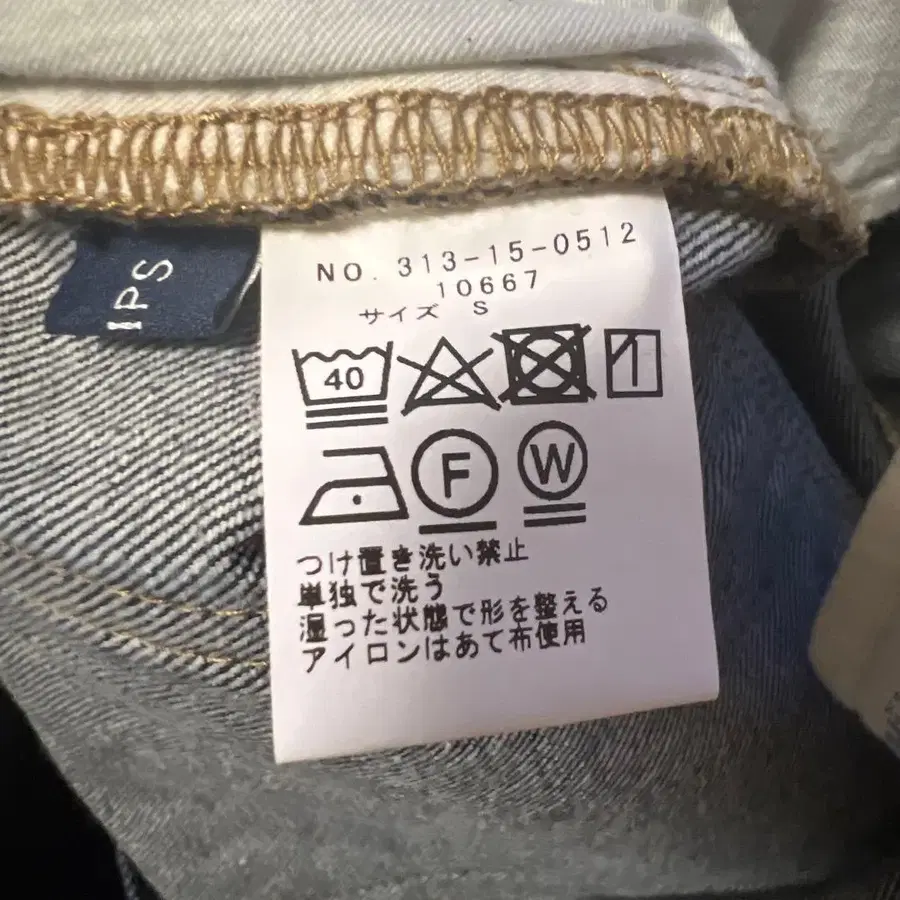 NO. 313-15-0512
10667
サイズ S
40
F
W
つけ置き洗い禁止
単独で洗う
湿った状態で形を整える
アイロンはあて布使用